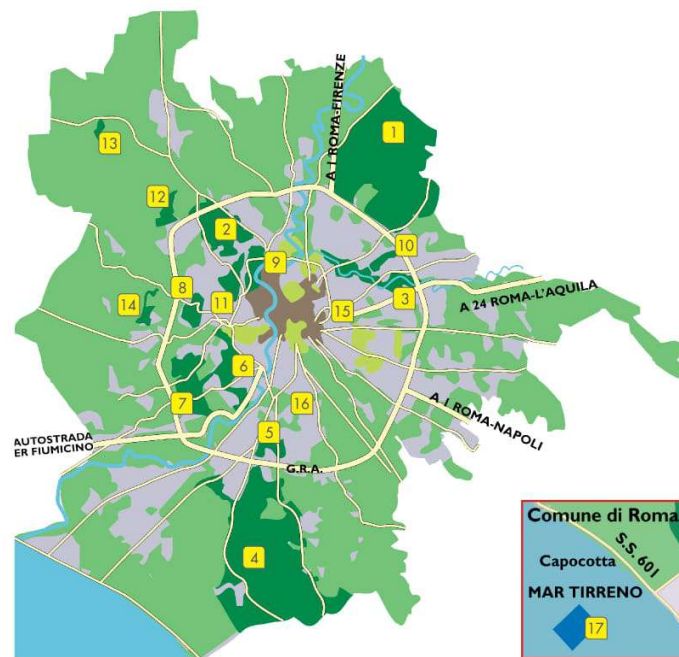 A 1 ROMA-FIRENZE
1
13
12
2
10
9
8
11
14
15
3
A 24 ROMA-L'AQUILA
6
7
16
A 1 ROMA-NAPOLI
5
AUTOSTRADA
ER FIUMICINO
G.R.A.
4
Comune di Roma
S.S. 601
Capocotta
MAR TIRRENO
17